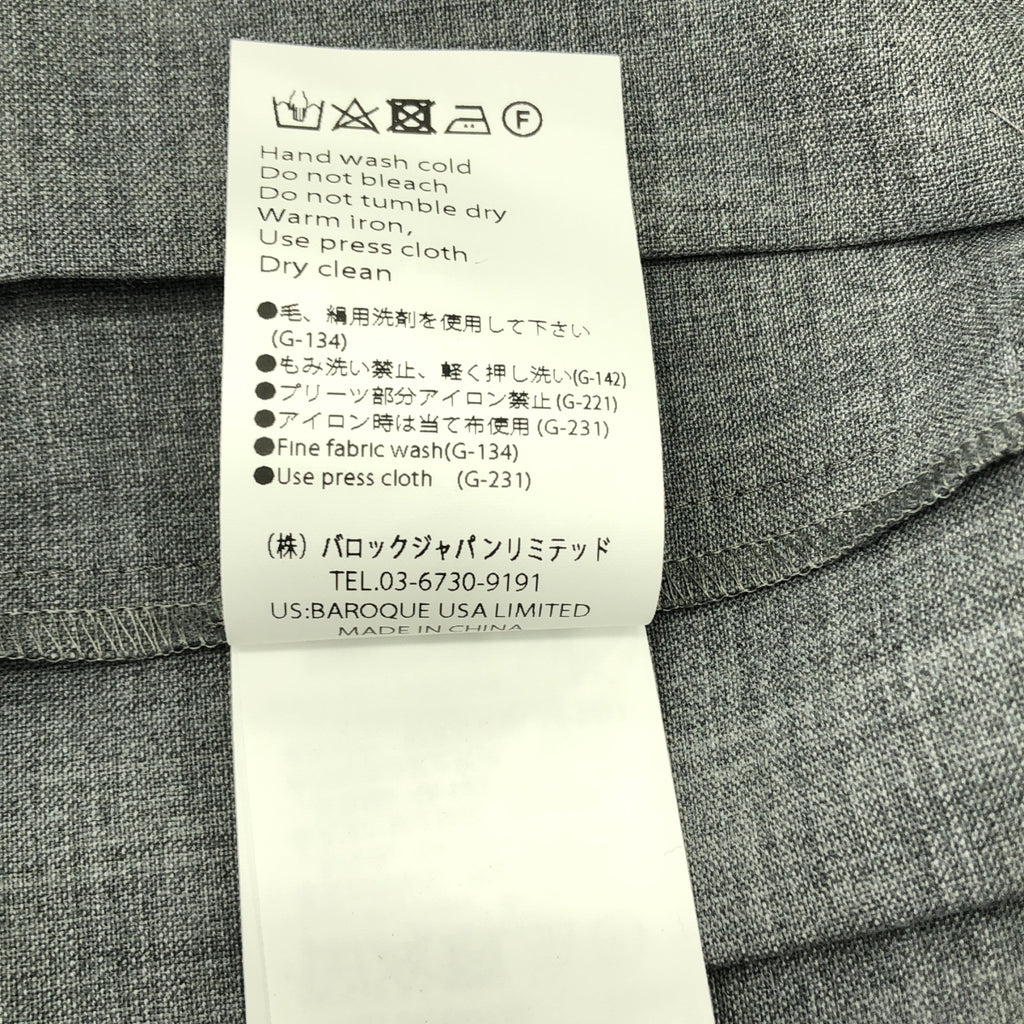 F
Hand wash cold
Do not bleach
Do not tumble dry
Warm iron,
Use press cloth
Dry clean
●毛、絹用洗剤を使用して下さい
(G-134)
●もみ洗い禁止、軽く押し洗い(G-142)
●プリーツ部分アイロン禁止(G-221)
●アイロン時は当て布使用(G-231)
●Fine fabric wash(G-134)
●Use press cloth (G-231)
(株)バロックジャパンリミテッド
TEL.03-6730-9191
US:BAROQUE USA LIMITED
MADE IN CHINA